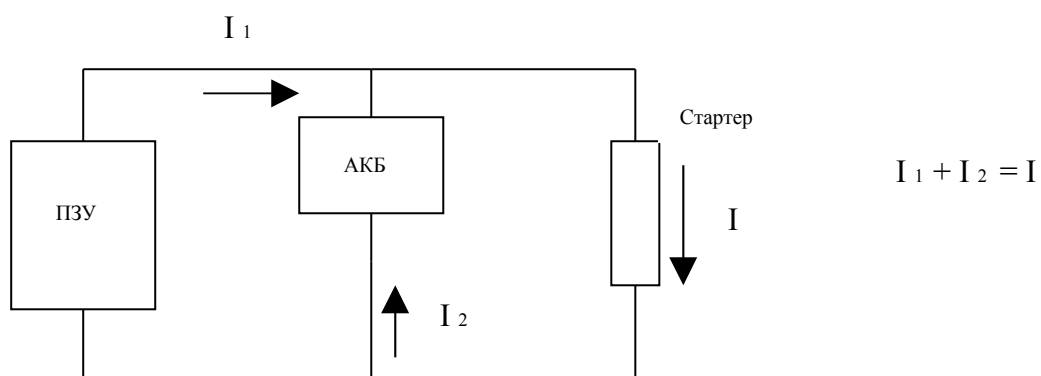 I 1
Стартер
АКБ
I 1 + I 2 = I
ПЗУ
I
I 2